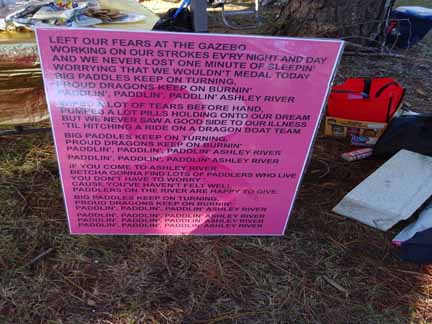 LEFT OUR FEARS AT THE GAZEBO
WORKING ON OUR STROKES EV'RY NIGHT AND DAY
AND WE NEVER LOST ONE MINUTE OF SLEEPIN'
WORRYING THAT WE WOULDN'T MEDAL TODAY
BIG PADDLES KEEP ON TURNING,
PROUD DRAGONS KEEP ON BURNIN'
PADDLIN', PADDLIN', PADDLIN' ASHLEY RIVER
A LOT OF TEARS BEFORE HAND,
PUMPED A LOT PILLS HOLDING ONTO OUR DREAM
BUT WE NEVER SAW A GOOD SIDE TO OUR ILLNESS
'TIL HITCHING A RIDE ON A DRAGON BOAT TEAM
BIG PADDLES KEEP ON TURNING,
PROUD DRAGONS KEEP ON BURNIN'
PADDLIN', PADDLIN', PADDLIN' ASHLEY RIVER
PADDLIN', PADDLIN', PADDLIN' ASHLEY RIVER
IF YOU COME TO ASHLEY RIVER
BETCHA GONNA FIND LOTS OF PADDLERS WHO LIVE
YOU DON'T HAVE TO WORRY
CAUSE, YOU'VE HAVEN'T FELT WELL
PADDLERS ON THE RIVER ARE HAPPY TO GIVE
BIG PADDLES KEEP ON TURNING,
PROUD DRAGONS KEEP ON BURNIN'
PADDLIN', PADDLIN', PADDLIN' ASHLEY RIVER
PADDLIN', PADDLIN', PADDLIN' ASHLEY RIVER
PADDLIN', PADDLIN', PADDLIN' ASHLEY RIVER